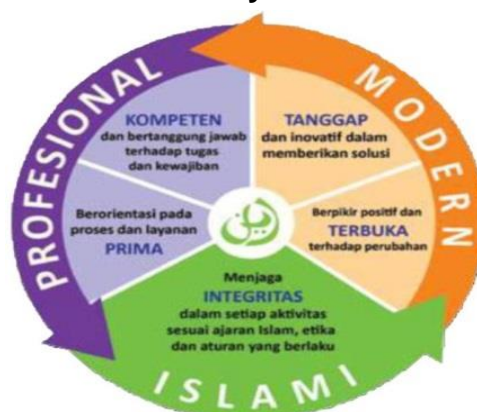 PROFESIONAL
MODERN
KOMPETEN
dan bertanggung jawab
terhadap tugas
dan kewajiban
TANGGAP
dan inovatif dalam
memberikan solusi
Berorientasi pada
proses dan layanan
PRIMA
Berpikir positif dan
TERBUKA
terhadap perubahan
Menjaga
INTEGRITAS
dalam setiap aktivitas
sesuai ajaran Islam, etika
dan aturan yang berlaku
ISLAMI